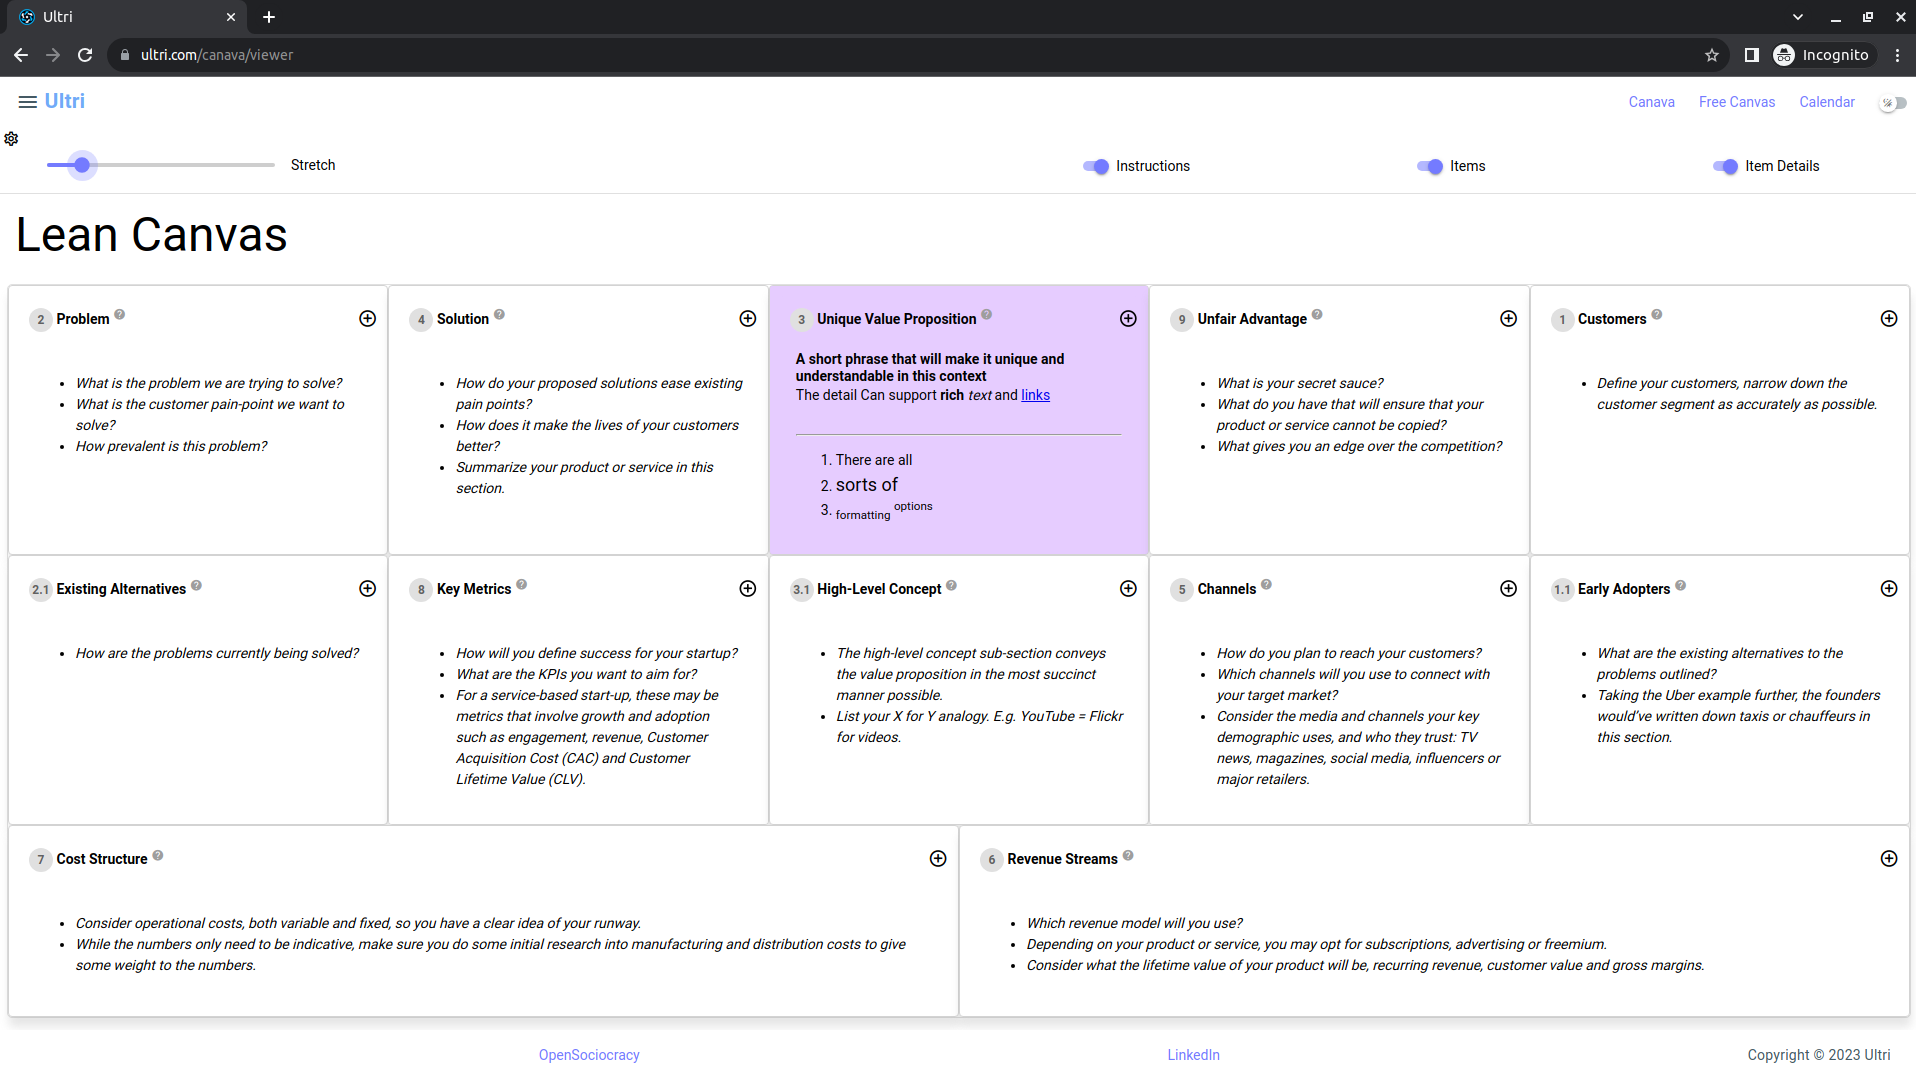 Ultri
ultri.com/canava/viewer
Incognito
Ultri
Canava
Free Canvas
Calendar
Stretch
Instructions
Items
Item Details
Lean Canvas
2 Problem ?
What is the problem we are trying to solve?
What is the customer pain-point we want to
solve?
How prevalent is this problem?
4 Solution ?
How do your proposed solutions ease existing
pain points?
How does it make the lives of your customers
better?
Summarize your product or service in this
section.
3 Unique Value Proposition ?
A short phrase that will make it unique and
understandable in this context
The detail Can support rich text and links
1. There are all
2. sorts of
3. formatting options
9 Unfair Advantage ?
What is your secret sauce?
What do you have that will ensure that your
product or service cannot be copied?
What gives you an edge over the competition?
1 Customers ?
Define your customers, narrow down the
customer segment as accurately as possible.
2.1 Existing Alternatives ?
How are the problems currently being solved?
8 Key Metrics ?
How will you define success for your startup?
What are the KPIs you want to aim for?
For a service-based start-up, these may be
metrics that involve growth and adoption
such as engagement, revenue, Customer
Acquisition Cost (CAC) and Customer
Lifetime Value (CLV).
3.1 High-Level Concept ?
The high-level concept sub-section conveys
the value proposition in the most succinct
manner possible.
List your X for Y analogy. E.g. YouTube = Flickr
for videos.
5 Channels ?
How do you plan to reach your customers?
Which channels will you use to connect with
your target market?
Consider the media and channels your key
demographic uses, and who they trust: TV
news, magazines, social media, influencers or
major retailers.
1.1 Early Adopters ?
What are the existing alternatives to the
problems outlined?
Taking the Uber example further, the founders
would've written down taxis or chauffeurs in
this section.
7 Cost Structure ?
Consider operational costs, both variable and fixed, so you have a clear idea of your runway.
While the numbers only need to be indicative, make sure you do some initial research into manufacturing and distribution costs to give
some weight to the numbers.
6 Revenue Streams ?
Which revenue model will you use?
Depending on your product or service, you may opt for subscriptions, advertising or freemium.
Consider what the lifetime value of your product will be, recurring revenue, customer value and gross margins.
OpenSociocracy
LinkedIn
Copyright © 2023 Ultri